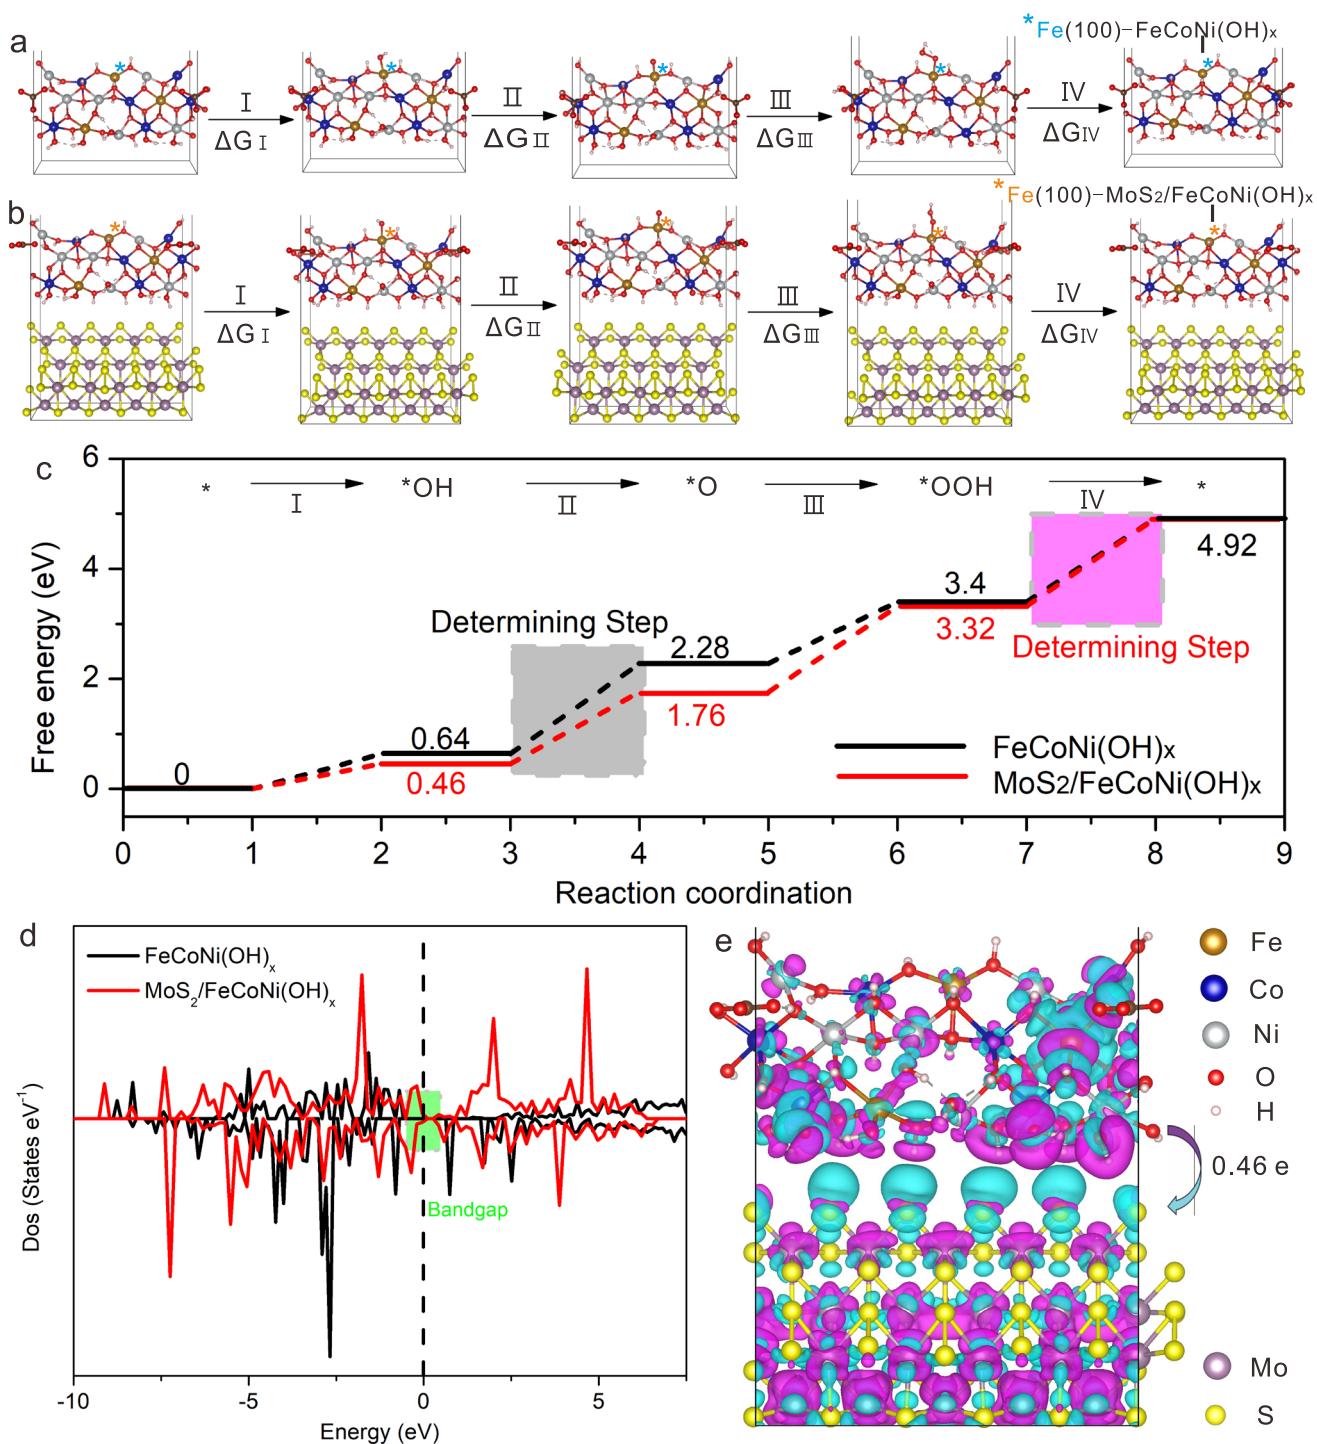 a
*Fe(100)-FeCoNi(OH)x
* * * * *
I II III IV
ΔG I ΔG II ΔG III ΔG IV
b
*Fe(100)-MoS2/FeCoNi(OH)x
* * * * *
I II III IV
ΔG I ΔG II ΔG III ΔG IV
c
* I *OH II *O III *OOH IV *
6
4
2
0
Free energy (eV)
0
0.64
0.46
Determining Step
2.28
1.76
3.4
3.32
4.92
Determining Step
FeCoNi(OH)x
MoS2/FeCoNi(OH)x
0 1 2 3 4 5 6 7 8 9
Reaction coordination
d
FeCoNi(OH)x
MoS2/FeCoNi(OH)x
Bandgap
Dos (States eV-1)
-10 -5 0 5
Energy (eV)
e
Fe
Co
Ni
O
H
0.46 e
Mo
S